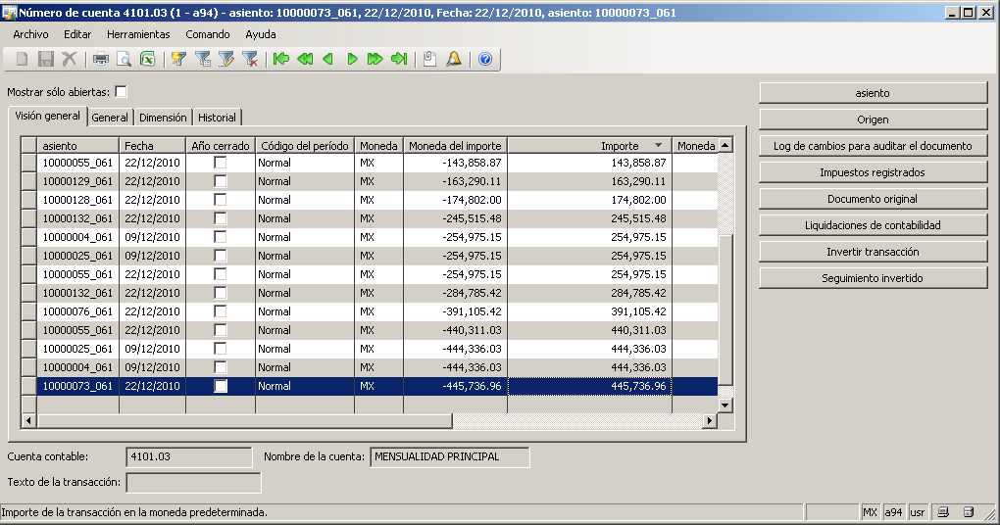 Número de cuenta 4101.03 (1 - a94) - asiento: 10000073_061, 22/12/2010, Fecha: 22/12/2010, asiento: 10000073_061
Archivo Editar Herramientas Comando Ayuda
Mostrar sólo abiertas:
Visión general General Dimensión Historial
asiento Fecha Año cerrado Código del período Moneda Moneda del importe Importe Moneda
10000055_061 22/12/2010 Normal MX -143,858.87 143,858.87
10000129_061 22/12/2010 Normal MX -163,290.11 163,290.11
10000128_061 22/12/2010 Normal MX -174,802.00 174,802.00
10000132_061 22/12/2010 Normal MX -245,515.48 245,515.48
10000004_061 09/12/2010 Normal MX -254,975.15 254,975.15
10000025_061 09/12/2010 Normal MX -254,975.15 254,975.15
10000055_061 22/12/2010 Normal MX -254,975.15 254,975.15
10000132_061 22/12/2010 Normal MX -284,785.42 284,785.42
10000076_061 22/12/2010 Normal MX -391,105.42 391,105.42
10000055_061 22/12/2010 Normal MX -440,311.03 440,311.03
10000025_061 09/12/2010 Normal MX -444,336.03 444,336.03
10000004_061 09/12/2010 Normal MX -444,336.03 444,336.03
10000073_061 22/12/2010 Normal MX -445,736.96 445,736.96
asiento
Origen
Log de cambios para auditar el documento
Impuestos registrados
Documento original
Liquidaciones de contabilidad
Invertir transacción
Seguimiento invertido
Cuenta contable: 4101.03 Nombre de la cuenta: MENSUALIDAD PRINCIPAL
Texto de la transacción:
Importe de la transacción en la moneda predeterminada. MX a94 usr